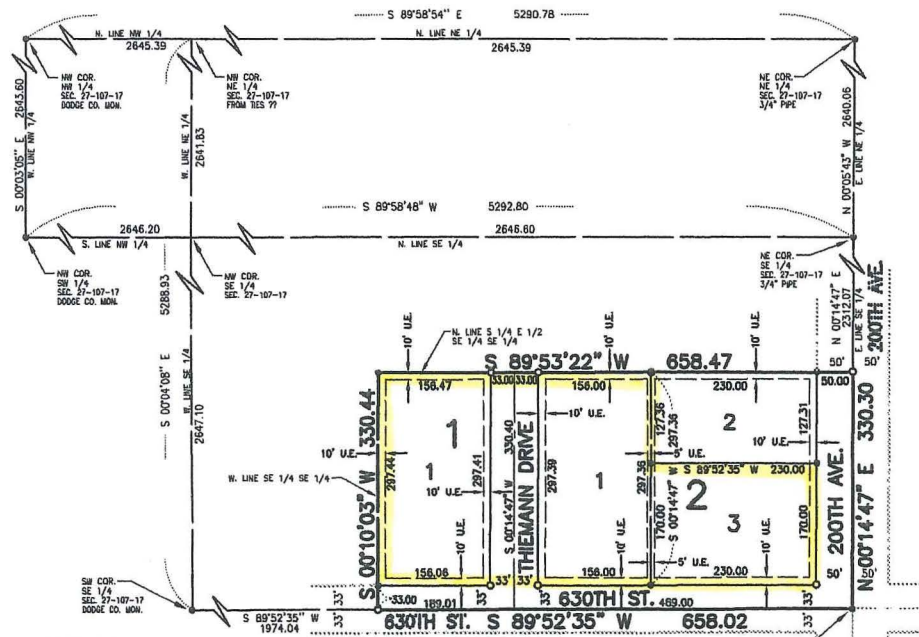 S 89°58'54" E 5290.78
N. LINE NW 1/4
2645.39
N. LINE NE 1/4
2645.39
NW COR.
NW 1/4
SEC. 27-107-17
DODGE CO. MON.
NW COR.
NE 1/4
SEC. 27-107-17
FROM TIES ??
NE COR.
NE 1/4
SEC. 27-107-17
3/4" PIPE
S 00°03'05" E 2643.60
W. LINE NW 1/4
W. LINE NE 1/4
2641.83
N 00°05'43" W 2640.06
E. LINE NE 1/4
S 89°58'48" W 5292.80
2646.20
S. LINE NW 1/4
2646.60
N. LINE SE 1/4
NW COR.
SW 1/4
SEC. 27-107-17
DODGE CO. MON.
NW COR.
SE 1/4
SEC. 27-107-17
NE COR.
SE 1/4
SEC. 27-107-17
3/4" PIPE
5288.93
S 00°04'08" E
W. LINE SE 1/4
2647.10
N 00°14'47" E
2312.07
E. LINE SE 1/4
200TH AVE.
10' U.E.
N. LINE S 1/4 E 1/2
SE 1/4 SE 1/4
10' U.E.
10' U.E.
S 89°53'22" W 658.47
50' 50'
156.47
33.00 33.00
156.00
230.00
50.00
S 00°10'03" W 330.44
10' U.E.
297.44
1
1
297.41
10' U.E.
W. LINE SE 1/4 SE 1/4
THIEMANN DRIVE
S 00°14'47" W 330.40
10' U.E.
297.39
1
297.36
127.36
297.36
5' U.E.
2
127.31
10' U.E.
S 89°52'35" W 230.00
S 00°14'47" W
170.00
2
3
170.00
200TH AVE.
N 00°14'47" E 330.30
10' U.E.
10' U.E.
5' U.E.
10' U.E.
156.06
33' 33'
156.00
230.00
50' 50'
SW COR.
SE 1/4
SEC. 27-107-17
DODGE CO. MON.
33' 33'
33.00
189.01
33' 33'
630TH ST.
469.00
33' 33'
S 89°52'35" W
1974.04
630TH ST. S 89°52'35" W 658.02